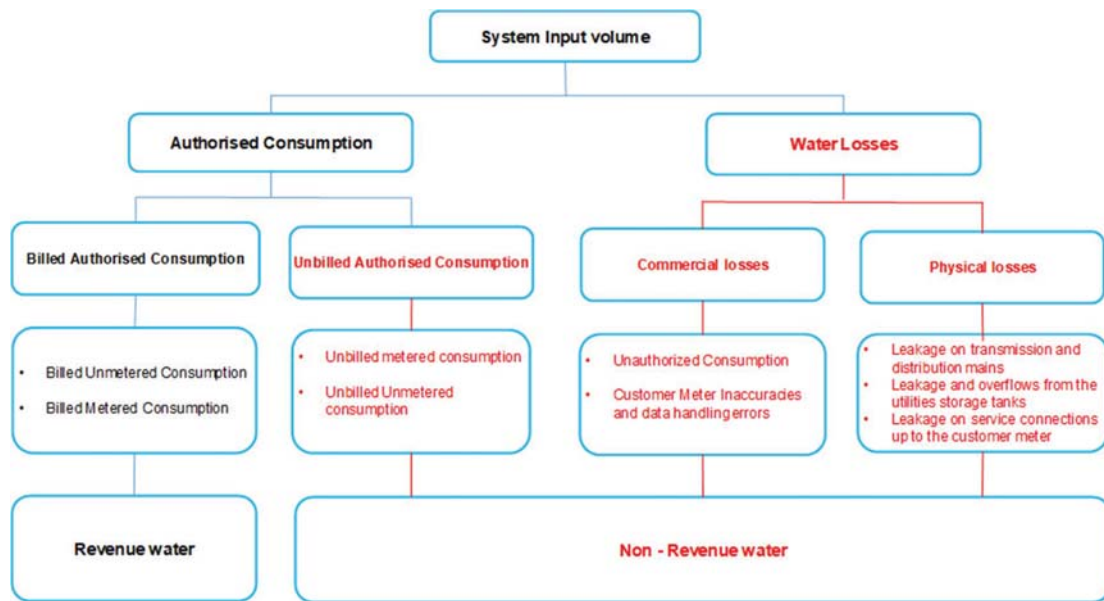 System Input volume
Authorised Consumption
Water Losses
Billed Authorised Consumption
Unbilled Authorised Consumption
Commercial losses
Physical losses
• Billed Unmetered Consumption
• Billed Metered Consumption
• Unbilled metered consumption
• Unbilled Unmetered
consumption
• Unauthorized Consumption
• Customer Meter Inaccuracies
and data handling errors
• Leakage on transmission and
distribution mains
• Leakage and overflows from the
utilities storage tanks
• Leakage on service connections
up to the customer meter
Revenue water
Non - Revenue water